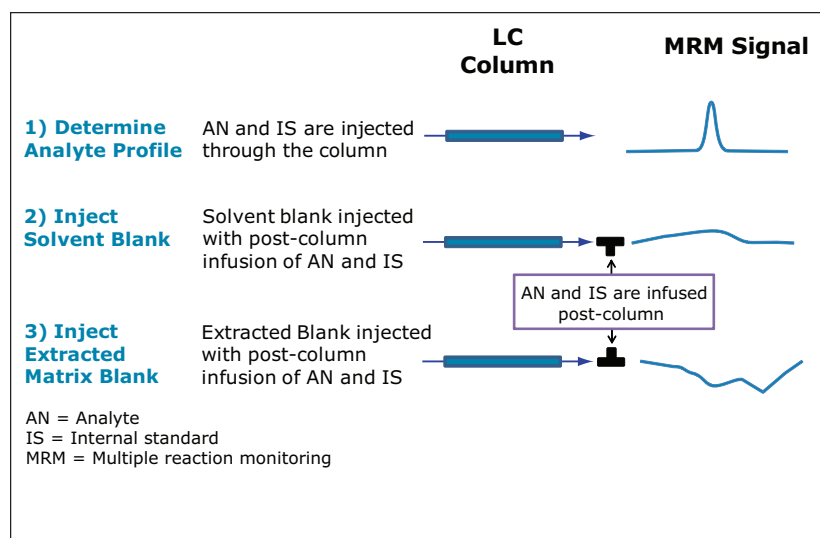 LC
Column
MRM Signal
1) Determine
Analyte Profile
AN and IS are injected
through the column
2) Inject
Solvent Blank
Solvent blank injected
with post-column
infusion of AN and IS
AN and IS are infused
post-column
3) Inject
Extracted
Matrix Blank
Extracted Blank injected
with post-column
infusion of AN and IS
AN = Analyte
IS = Internal standard
MRM = Multiple reaction monitoring